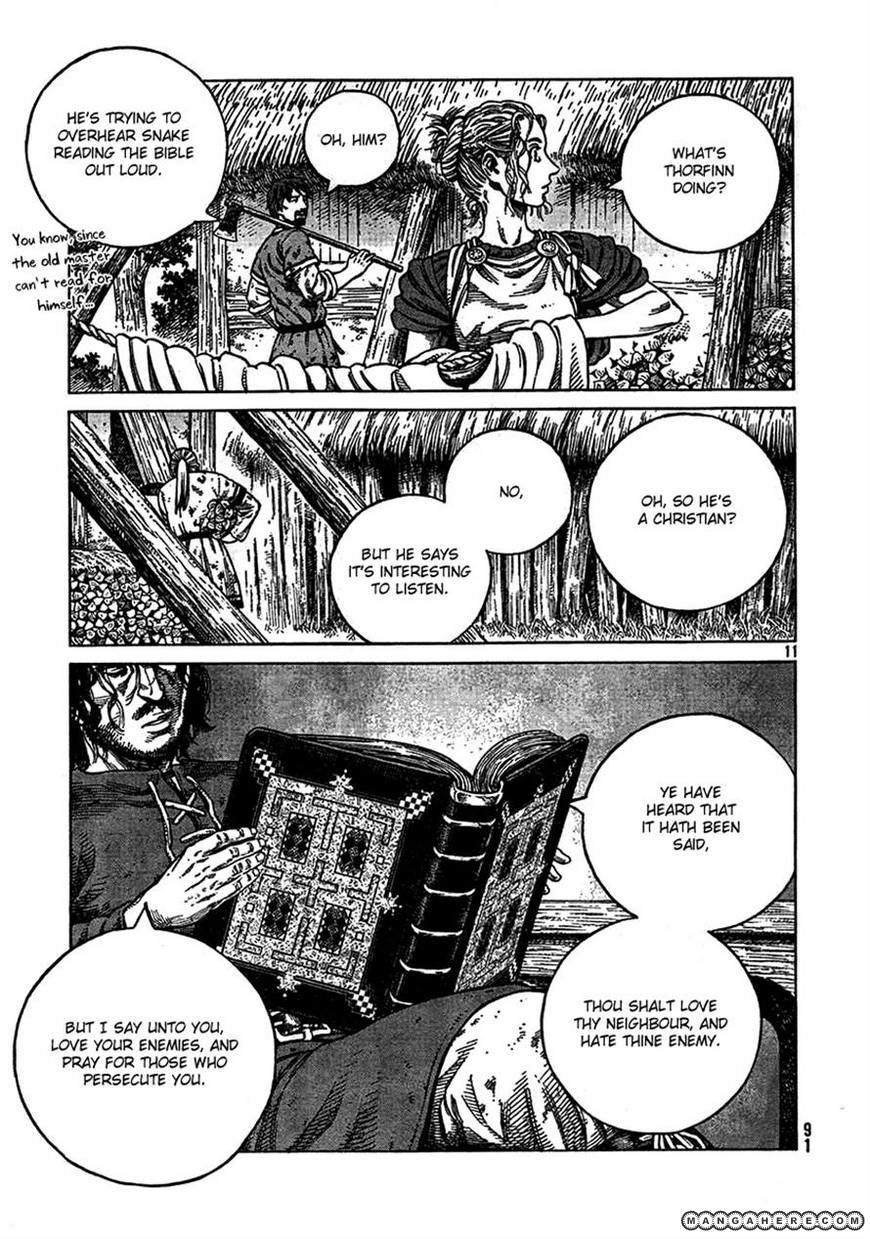 WHAT'S
THORFINN
DOING?
OH, HIM?
HE'S TRYING TO
OVERHEAR SNAKE
READING THE BIBLE
OUT LOUD.
You know, since
the old master
can't read for
himself...
OH, SO HE'S
A CHRISTIAN?
NO,
BUT HE SAYS
IT'S INTERESTING
TO LISTEN.
11
YE HAVE
HEARD THAT
IT HATH BEEN
SAID,
THOU SHALT LOVE
THY NEIGHBOUR, AND
HATE THINE ENEMY.
BUT I SAY UNTO YOU,
LOVE YOUR ENEMIES, AND
PRAY FOR THOSE WHO
PERSECUTE YOU.
91
MANGAHERE.COM